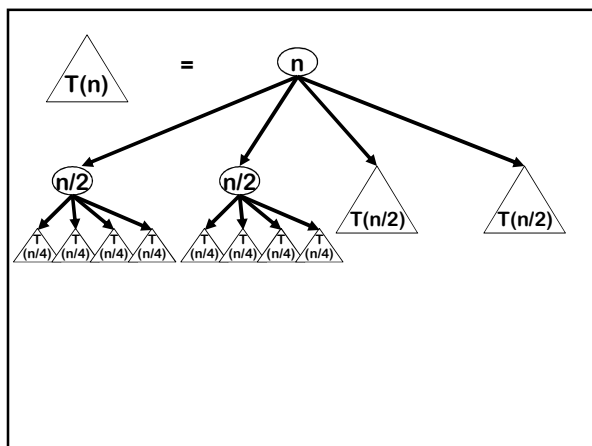 T(n) = n
n/2 n/2 T(n/2) T(n/2)
T T T T T T T T
(n/4) (n/4) (n/4) (n/4) (n/4) (n/4) (n/4) (n/4)